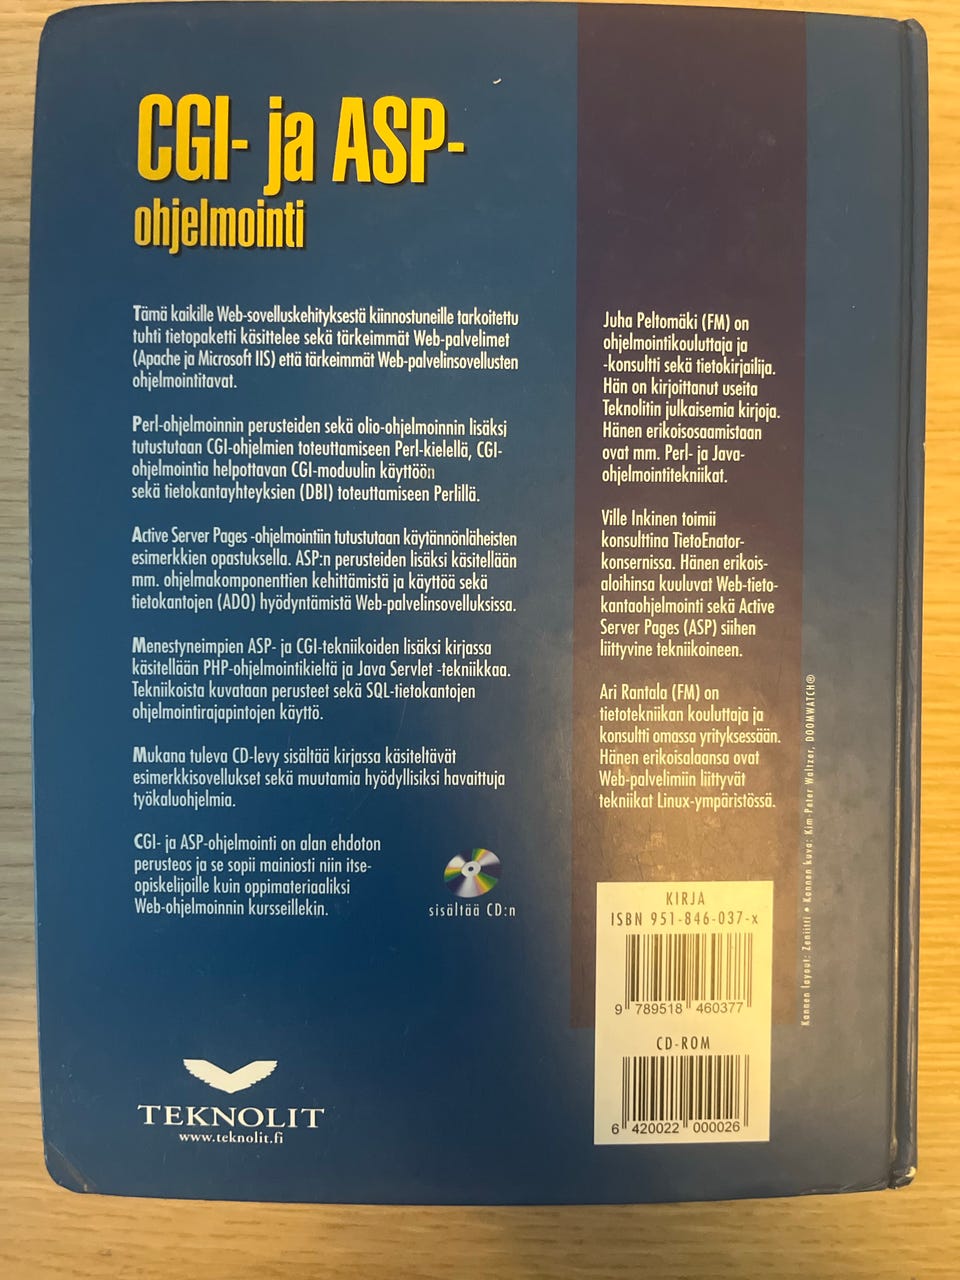 CGI- ja ASP-
ohjelmointi
Tämä kaikille Web-sovelluskehityksestä kiinnostuneille tarkoitettu
tuhti tietopaketti käsittelee sekä tärkeimmät Web-palvelimet
(Apache ja Microsoft IIS) että tärkeimmät Web-palvelinsovellusten
ohjelmointitavat.
Perl-ohjelmoinnin perusteiden sekä olio-ohjelmoinnin lisäksi
tutustutaan CGI-ohjelmien toteuttamiseen Perl-kielellä, CGI-
ohjelmointia helpottavan CGI-moduulin käyttöön
sekä tietokantayhteyksien (DBI) toteuttamiseen Perlillä.
Active Server Pages -ohjelmointiin tutustutaan käytännönläheisten
esimerkkien opastuksella. ASP:n perusteiden lisäksi käsitellään
mm. ohjelmakomponenttien kehittämistä ja käyttöä sekä
tietokantojen (ADO) hyödyntämistä Web-palvelinsovelluksissa.
Menestyneimpien ASP- ja CGI-tekniikoiden lisäksi kirjassa
käsitellään PHP-ohjelmointikieltä ja Java Servlet -tekniikkaa.
Tekniikoista kuvataan perusteet sekä SQL-tietokantojen
ohjelmointirajapintojen käyttö.
Mukana tuleva CD-levy sisältää kirjassa käsiteltävät
esimerkkisovellukset sekä muutamia hyödyllisiksi havaittuja
työkaluohjelmia.
CGI- ja ASP-ohjelmointi on alan ehdoton
perusteos ja se sopii mainiosti niin itse-
opiskelijoille kuin oppimateriaaliksi
Web-ohjelmoinnin kursseillekin.
sisältää CD:n
TEKNOLIT
www.teknolit.fi
Juha Peltomäki (FM) on
ohjelmointikouluttaja ja
-konsultti sekä tietokirjailija.
Hän on kirjoittanut useita
Teknolitin julkaisemia kirjoja.
Hänen erikoisosaamistaan
ovat mm. Perl- ja Java-
ohjelmointitekniikat.
Ville Inkinen toimii
konsulttina TietoEnator-
konsernissa. Hänen erikois-
aloihinsa kuuluvat Web-tieto-
kantaohjelmointi sekä Active
Server Pages (ASP) siihen
liittyvine tekniikoineen.
Ari Rantala (FM) on
tietotekniikan kouluttaja ja
konsultti omassa yrityksessään.
Hänen erikoisalaansa ovat
Web-palvelimiin liittyvät
tekniikat Linux-ympäristössä.
Kannen layout: Zeniitti • Kannen kuva: Kim-Peter Waltzer, DOOMWATCH®
KIRJA
ISBN 951-846-037-x
9 789518 460377
CD-ROM
6 420022 000026